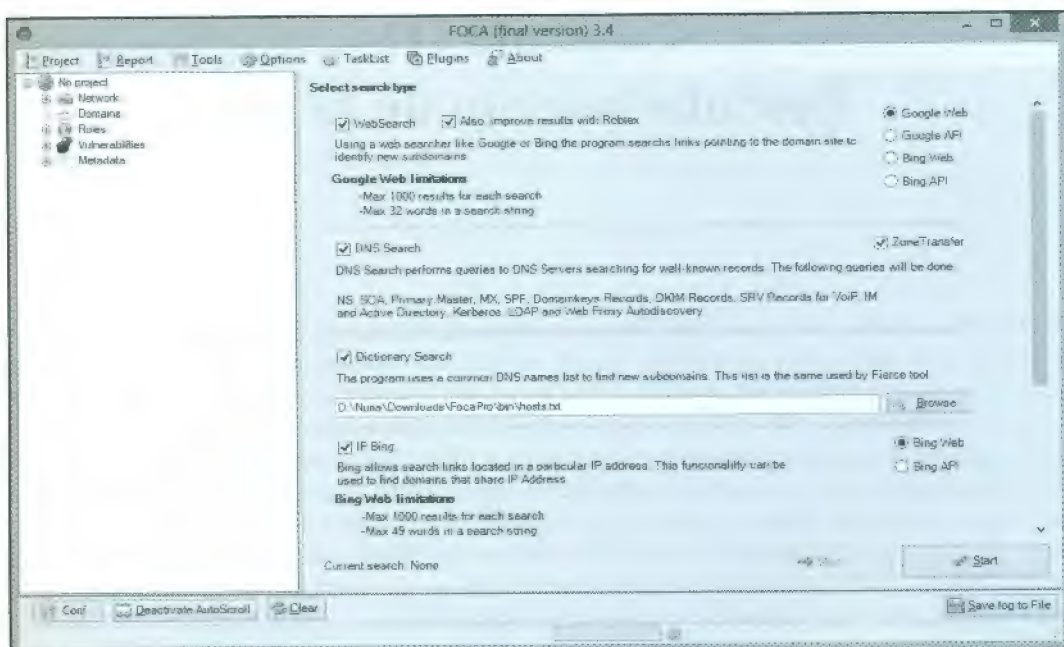 FOCA (final version) 3.4
Project Report Tools Options TaskList Plugins About
No project
Network
Domains
Roles
Vulnerabilities
Metadata
Select search type
WebSearch Also improve results with Robtex
Google Web
Google API
Bing Web
Bing API
Using a web searcher like Google or Bing the program searchs links pointing to the domain site to
identify new subdomains
Google Web limitations
-Max 1000 results for each search
-Max 32 words in a search string
DNS Search ZoneTransfer
DNS Search performs queries to DNS Servers searching for well-known records. The following queries will be done
NS, SOA, Primary Master, MX, SPF, Domainkeys Records, DKIM Records, SRV Records for VoiP, IM
and Active Directory, Kerberos, LDAP and Web Proxy Autodiscovery
Dictionary Search
The program uses a common DNS names list to find new subdomains. This list is the same used by Fierce tool
D:\Nuna\Downloads\FocaPro\bin\hosts.txt Browse
IP Bing
Bing Web
Bing API
Bing allows search links located in a particular IP address. This funcionality can be
used to find domains that share IP Address
Bing Web limitations
-Max 1000 results for each search
-Max 49 words in a search string
Current search: None Start
Conf Deactivate AutoScroll Clear Save log to File